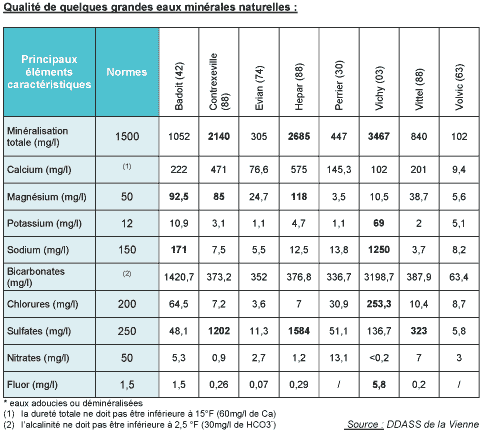 Qualité de quelques grandes eaux minérales naturelles :
Principaux éléments caractéristiques Normes Badoit (42) Contrexeville (88) Evian (74) Hepar (88) Perrier (30) Vichy (03) Vittel (88) Volvic (63)
Minéralisation totale (mg/l) 1500 1052 2140 305 2685 447 3467 840 102
Calcium (mg/l) (1) 222 471 76,6 575 145,3 102 201 9,4
Magnésium (mg/l) 50 92,5 85 24,7 118 3,5 10,5 38,7 5,6
Potassium (mg/l) 12 10,9 3,1 1,1 4,7 1,1 69 2 5,1
Sodium (mg/l) 150 171 7,5 5,5 12,5 13,8 1250 3,7 8,2
Bicarbonates (mg/l) (2) 1420,7 373,2 352 376,8 336,7 3198,7 387,9 63,4
Chlorures (mg/l) 200 64,5 7,2 3,6 7 30,9 253,3 10,4 8,7
Sulfates (mg/l) 250 48,1 1202 11,3 1584 51,1 136,7 323 5,8
Nitrates (mg/l) 50 5,3 0,9 2,7 1,2 13,1 <0,2 7 3
Fluor (mg/l) 1,5 1,5 0,26 0,07 0,29 / 5,8 0,2 /
* eaux adoucies ou déminéralisées
(1) la dureté totale ne doit pas être inférieure à 15°F (60mg/l de Ca)
(2) l'alcalinité ne doit pas être inférieure à 2,5 °F (30mg/l de HCO3⁻)
Source : DDASS de la Vienne